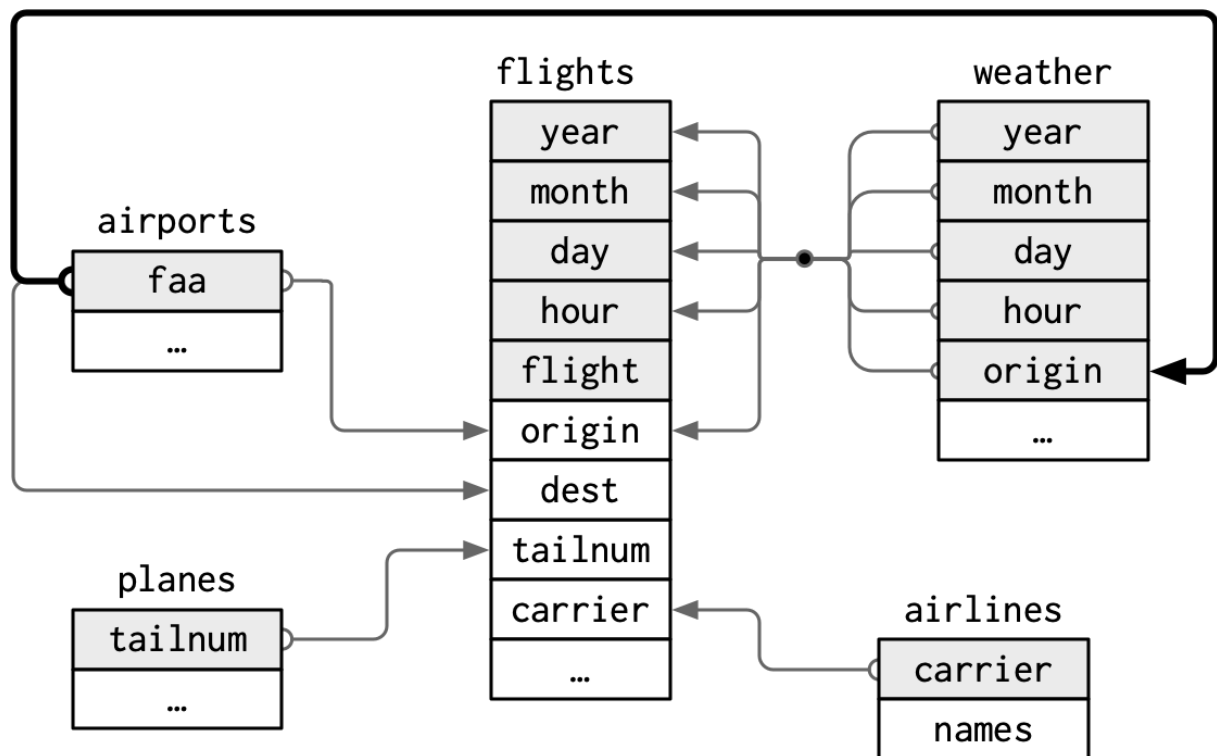 flights
year
month
day
hour
flight
origin
dest
tailnum
carrier
…
weather
year
month
day
hour
origin
…
airports
faa
…
planes
tailnum
…
airlines
carrier
names